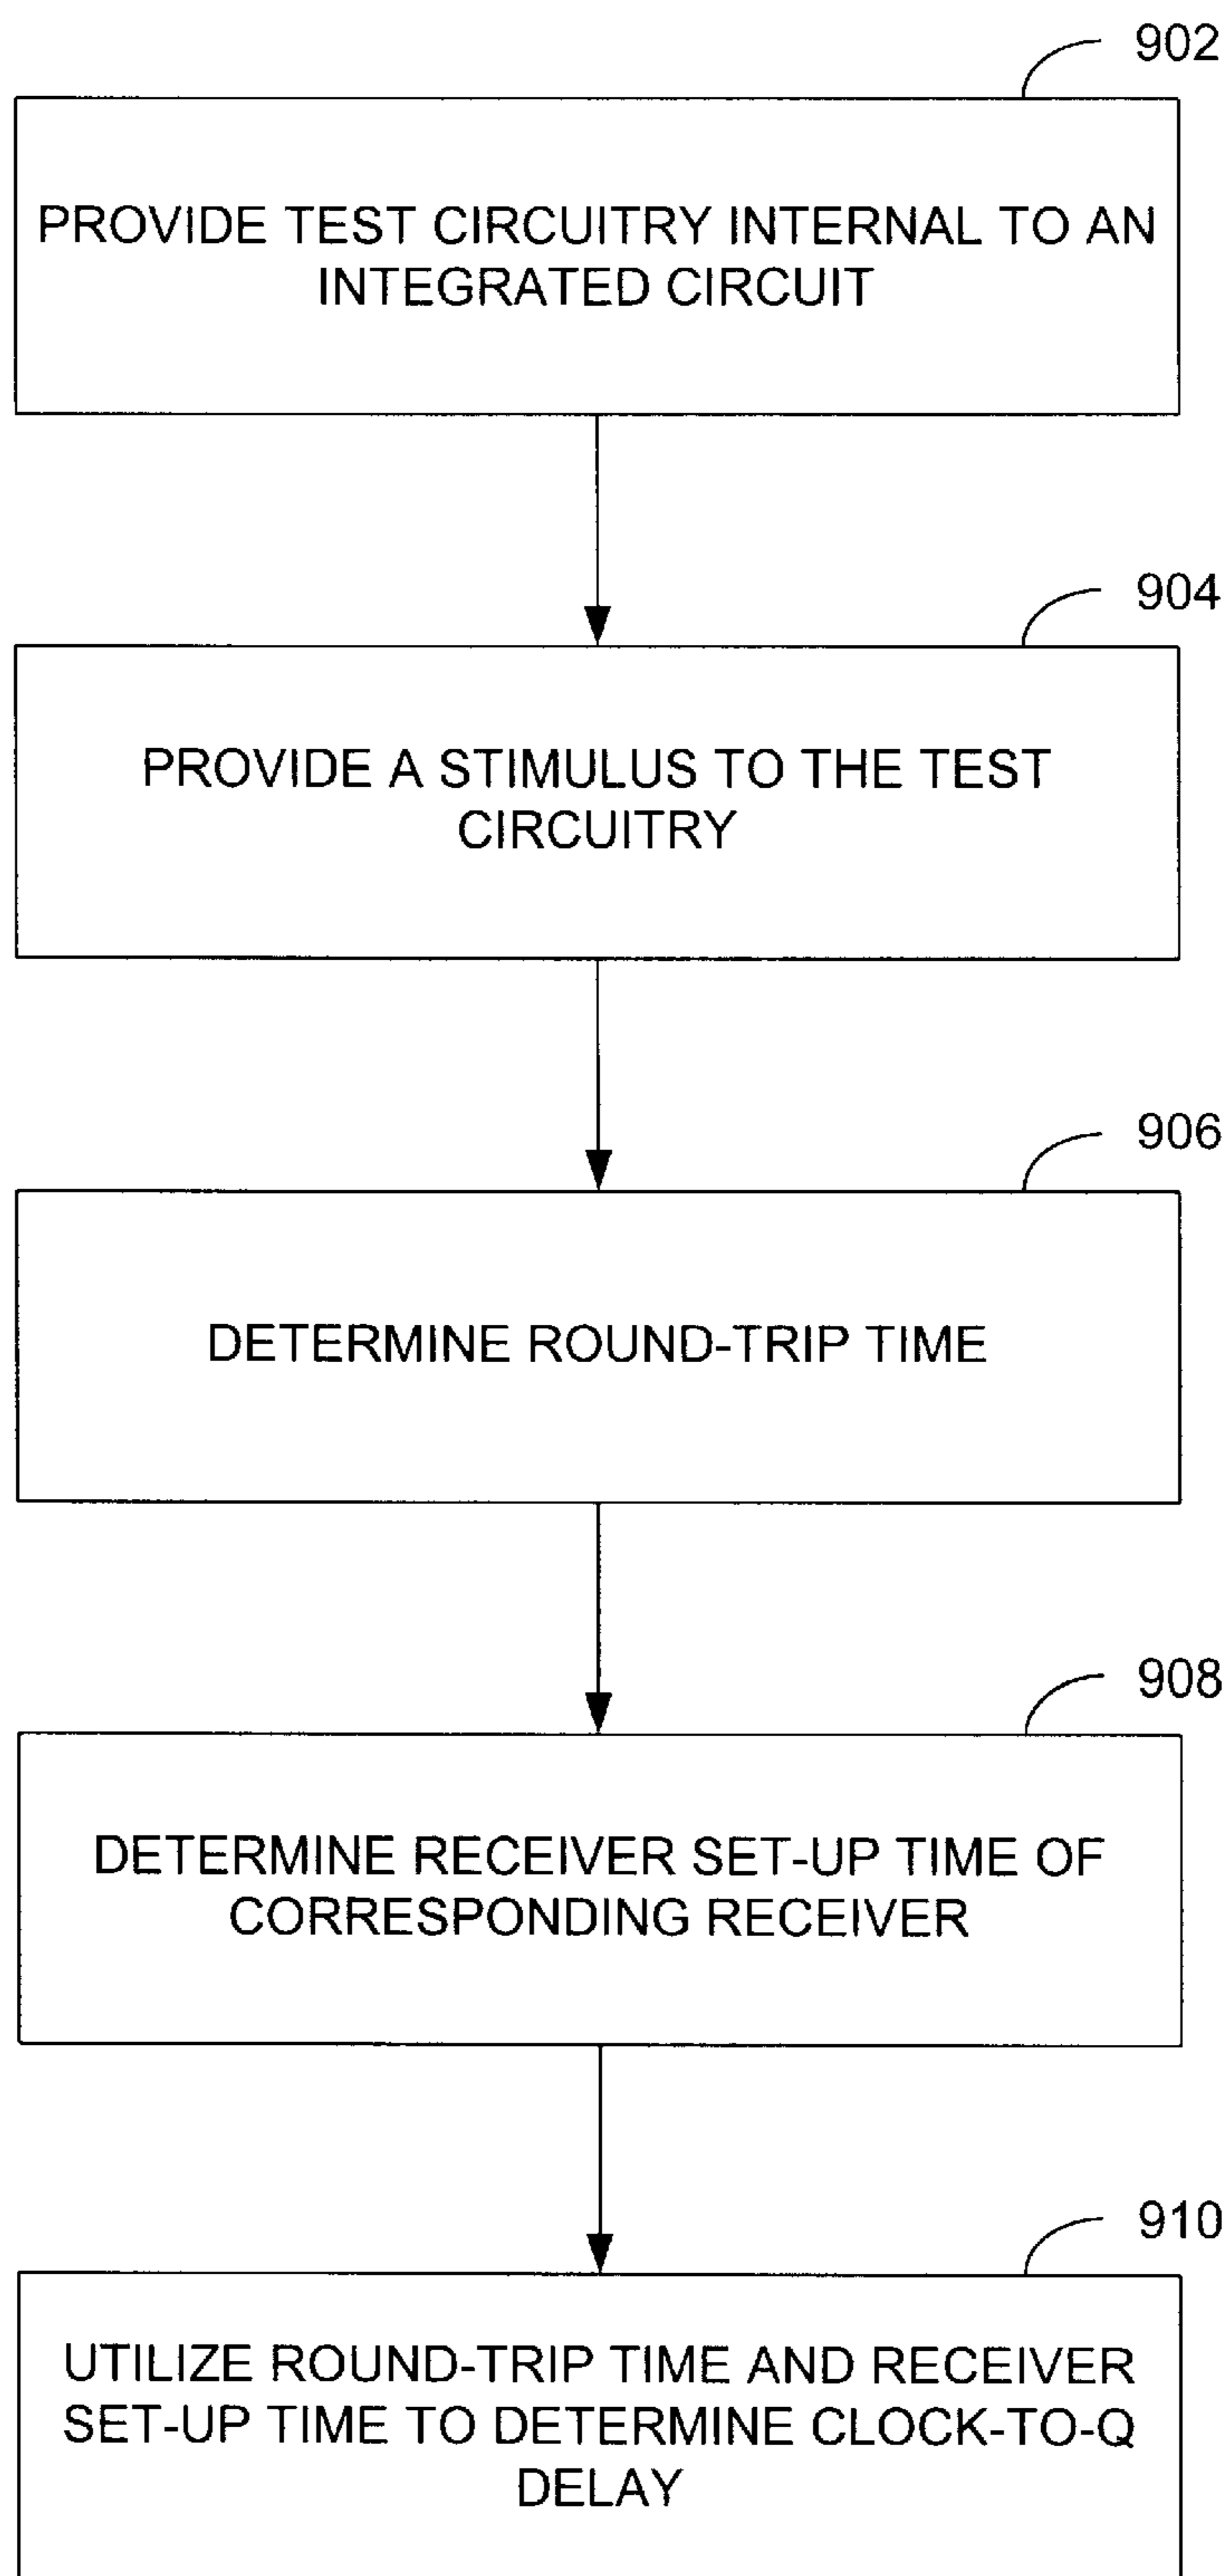 902
PROVIDE TEST CIRCUITRY INTERNAL TO AN
INTEGRATED CIRCUIT
904
PROVIDE A STIMULUS TO THE TEST
CIRCUITRY
906
DETERMINE ROUND-TRIP TIME
908
DETERMINE RECEIVER SET-UP TIME OF
CORRESPONDING RECEIVER
910
UTILIZE ROUND-TRIP TIME AND RECEIVER
SET-UP TIME TO DETERMINE CLOCK-TO-Q
DELAY